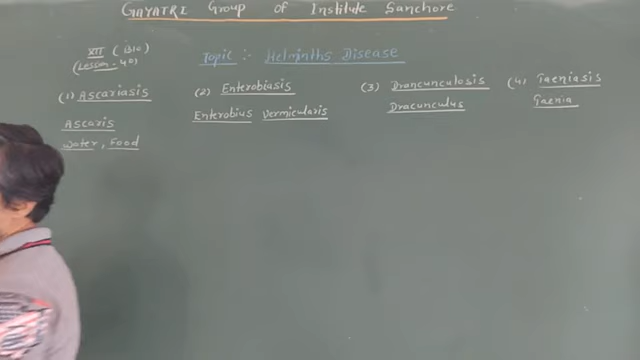 GAYATRI Group of Institute Sanchore
XII (BIO)
(Lesson - 40)
Topic :- Helminths Disease
(1) Ascariasis
Ascaris
Water, Food
(2) Enterobiasis
Enterobius Vermicularis
(3) Drancunculosis
Dracunculus
(4) Taeniasis
Taenia